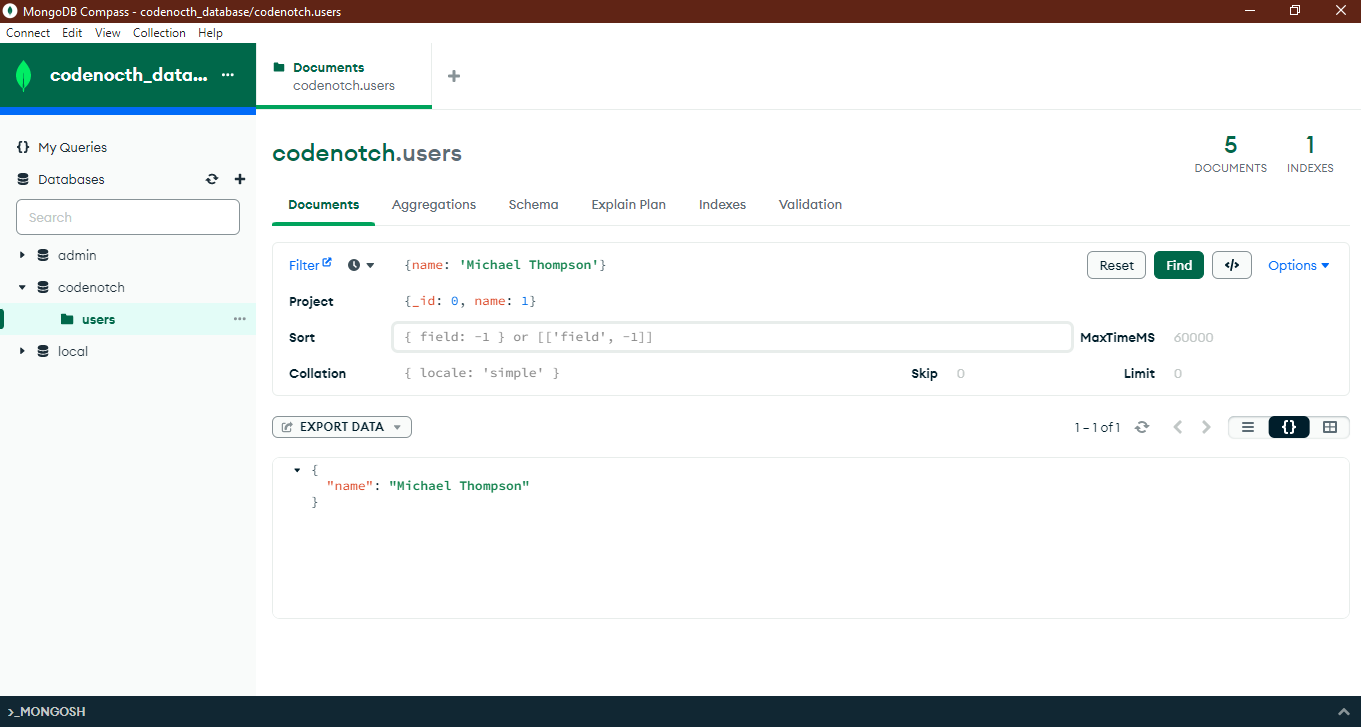 MongoDB Compass - codenocth_database/codenotch.users
Connect Edit View Collection Help
codenocth_data... ...
Documents
codenotch.users
+
{} My Queries
Databases
Search
admin
codenotch
users ...
local
codenotch.users
5
DOCUMENTS
1
INDEXES
Documents Aggregations Schema Explain Plan Indexes Validation
Filter {name: 'Michael Thompson'} Reset Find </> Options
Project {_id: 0, name: 1}
Sort { field: -1 } or [['field', -1]] MaxTimeMS 60000
Collation { locale: 'simple' } Skip 0 Limit 0
EXPORT DATA 1 – 1 of 1 {}
{
"name": "Michael Thompson"
}
>_MONGOSH